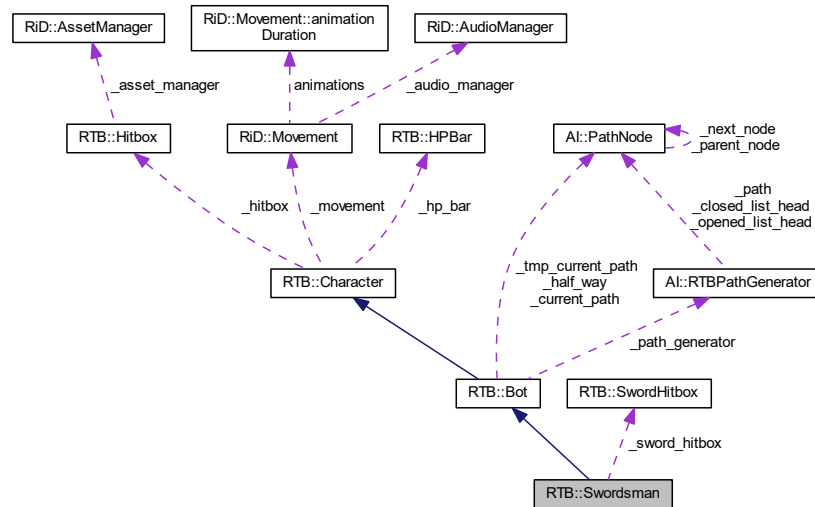 RiD::AssetManager
RiD::Movement::animation
Duration
RiD::AudioManager
_asset_manager
animations
_audio_manager
RTB::Hitbox
RiD::Movement
RTB::HPBar
AI::PathNode
_next_node
_parent_node
_hitbox
_movement
_hp_bar
_path
_closed_list_head
_opened_list_head
RTB::Character
_tmp_current_path
_half_way
_current_path
AI::RTBPathGenerator
_path_generator
RTB::Bot
RTB::SwordHitbox
_sword_hitbox
RTB::Swordsman